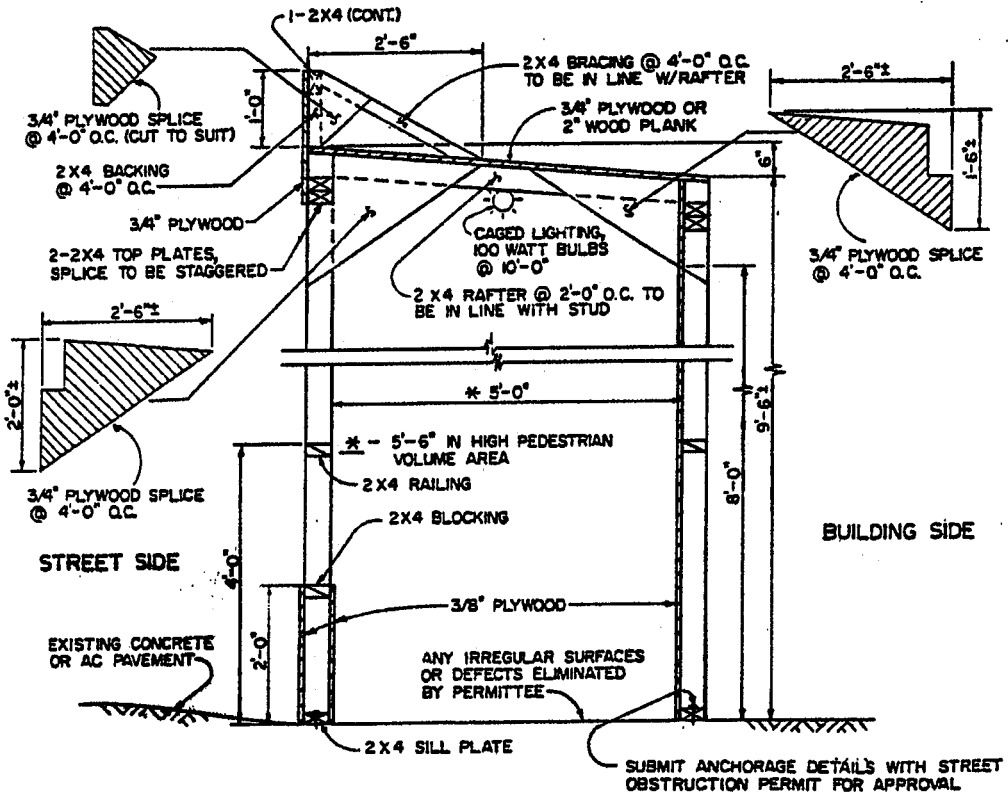 1-2X4 (CONT.)
2'-6"
2X4 BRACING @ 4'-0" O.C.
TO BE IN LINE W/RAFTER
3/4" PLYWOOD OR
2" WOOD PLANK
2'-6"±
3/4" PLYWOOD SPLICE
@ 4'-0" O.C. (CUT TO SUIT)
1'-0"
2X4 BACKING
@ 4'-0" O.C.
6"
1'-6"±
3/4" PLYWOOD
2-2X4 TOP PLATES,
SPLICE TO BE STAGGERED
CAGED LIGHTING,
100 WATT BULBS
@ 10'-0"
3/4" PLYWOOD SPLICE
@ 4'-0" O.C.
2 X 4 RAFTER @ 2'-0" O.C. TO
BE IN LINE WITH STUD
2'-6"±
2'-0"±
* 5'-0"
9'-6"±
* - 5'-6" IN HIGH PEDESTRIAN
VOLUME AREA
2X4 RAILING
8'-0"
3/4" PLYWOOD SPLICE
@ 4'-0" O.C.
2X4 BLOCKING
BUILDING SIDE
STREET SIDE
4'-0"
3/8" PLYWOOD
2'-0"
EXISTING CONCRETE
OR AC PAVEMENT
ANY IRREGULAR SURFACES
OR DEFECTS ELIMINATED
BY PERMITTEE
2X4 SILL PLATE
SUBMIT ANCHORAGE DETAILS WITH STREET
OBSTRUCTION PERMIT FOR APPROVAL